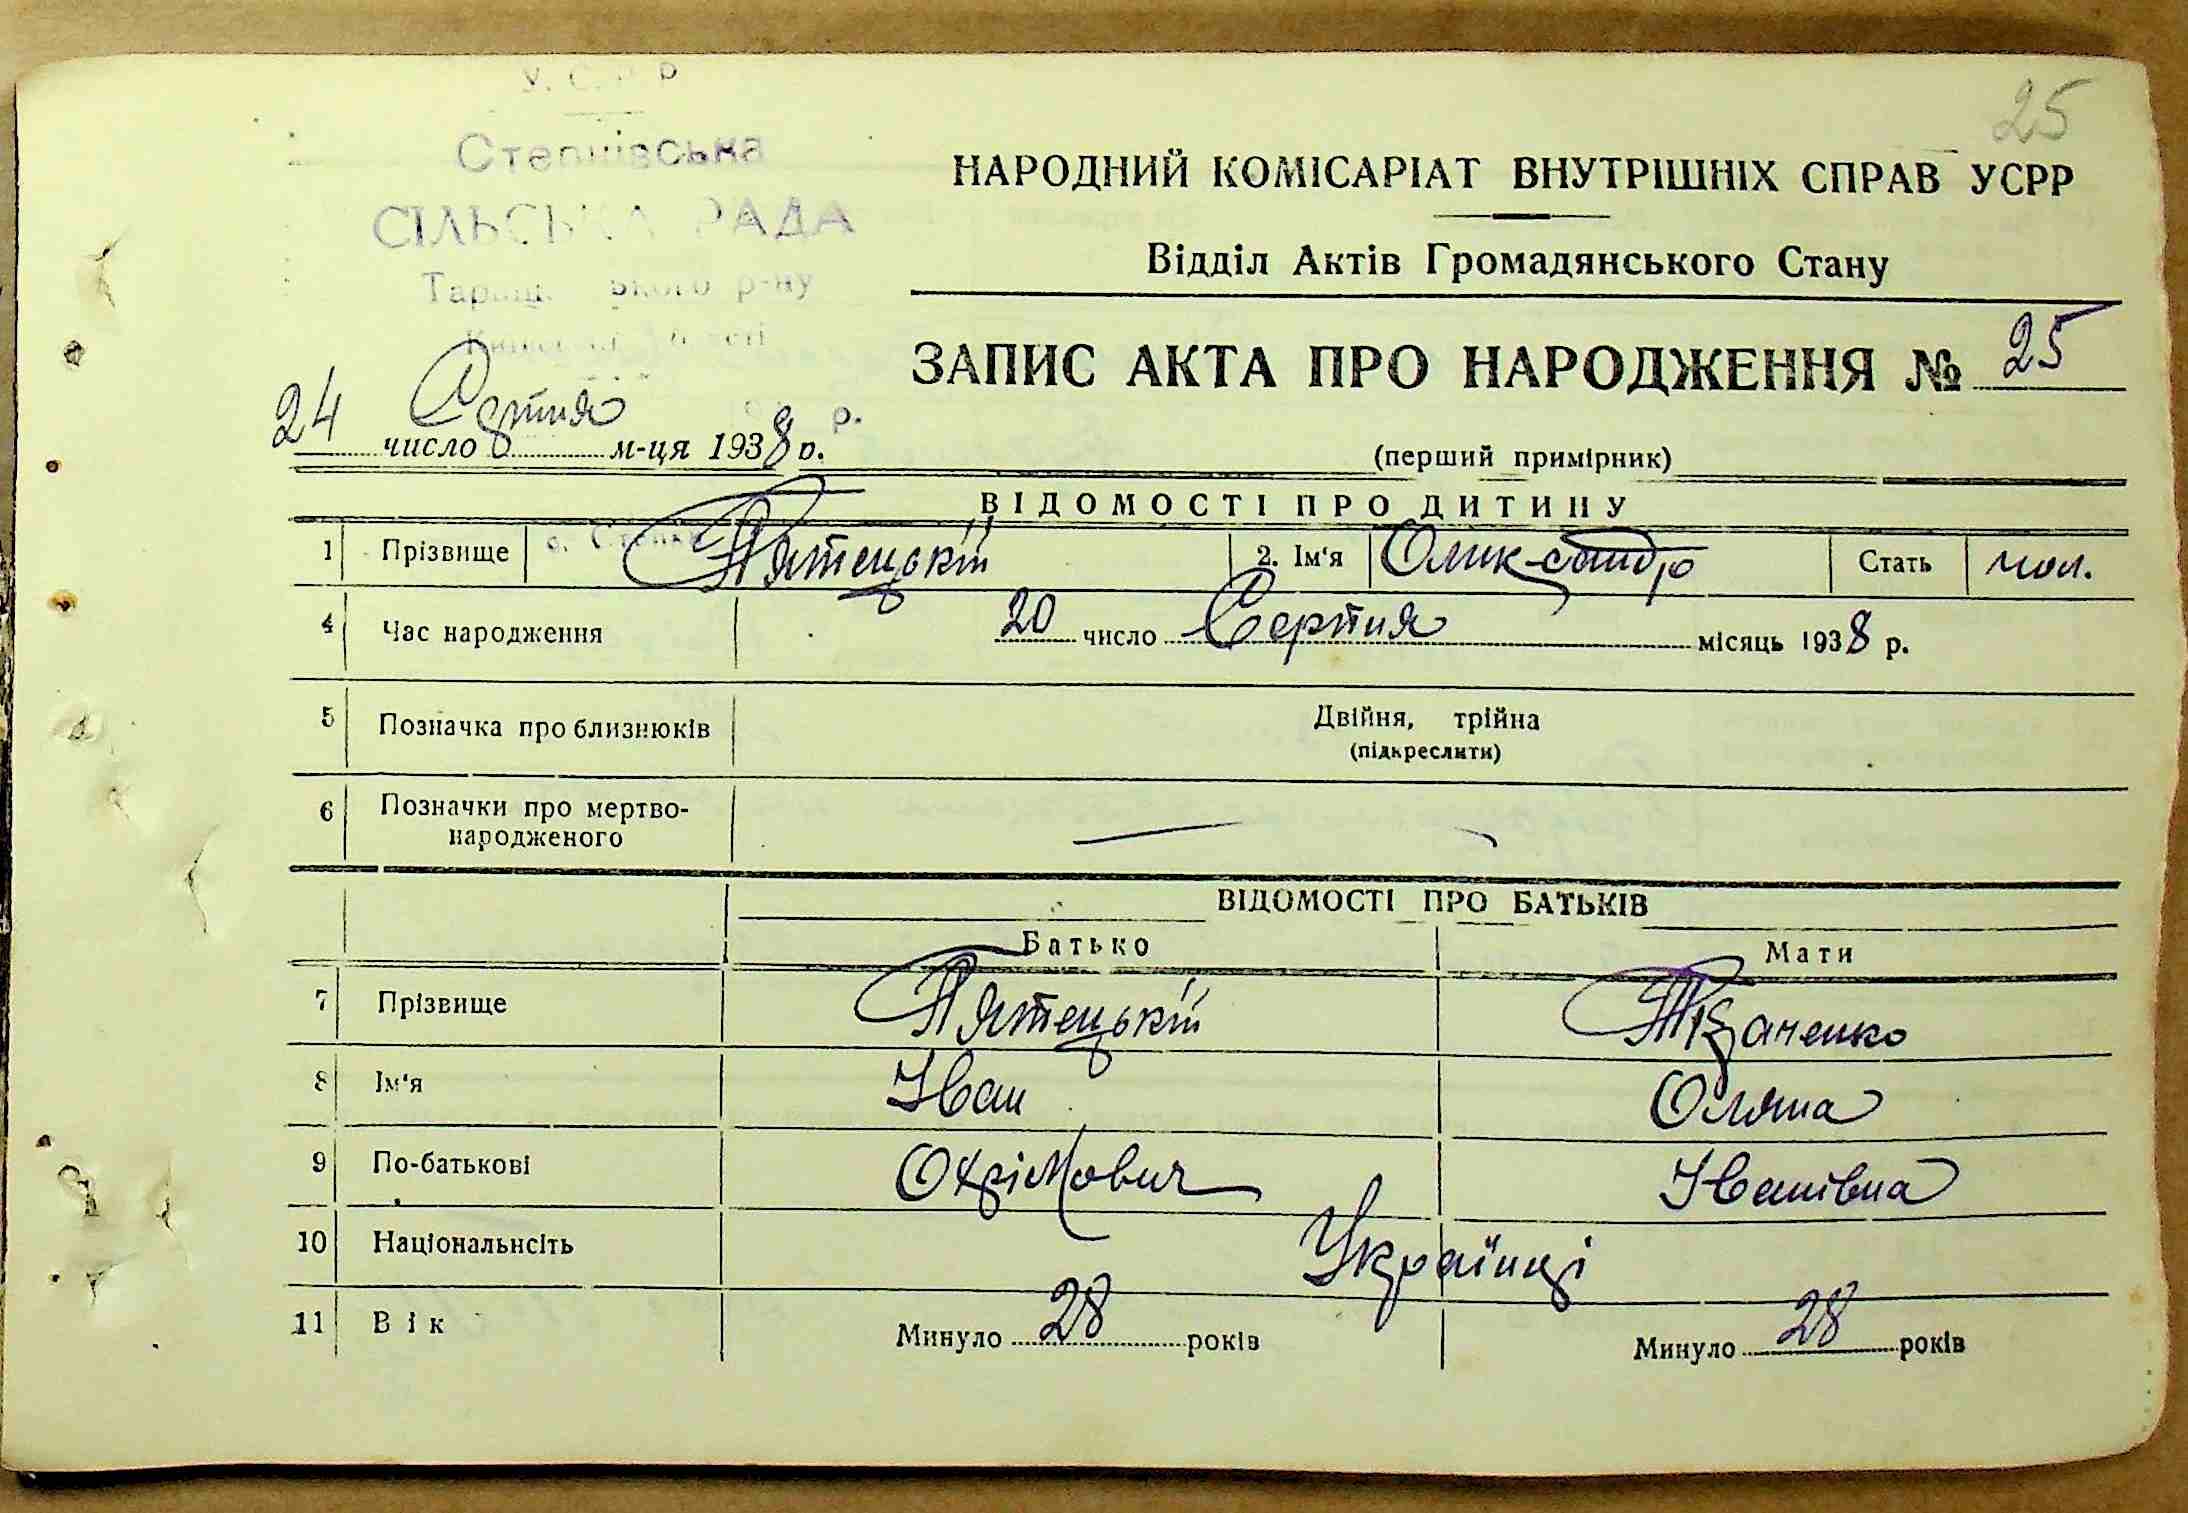 25
У.С.Р.Р
Степківська
СІЛЬСЬКА РАДА
р-ну
НАРОДНИЙ КОМІСАРІАТ ВНУТРІШНІХ СПРАВ УСРР
Відділ Актів Громадянського Стану
ЗАПИС АКТА ПРО НАРОДЖЕННЯ № 25
24 число Серпня м-ця 1938 р.
(перший примірник)
ВІДОМОСТІ ПРО ДИТИНУ
1 Прізвище Пятецькій 2. Ім'я Олександр Стать чол.
4 Час народження 20 число Серпня місяць 1938 р.
5 Позначка про близнюків Двійня, трійна
(підкреслити)
6 Позначки про мертво-
народженого
ВІДОМОСТІ ПРО БАТЬКІВ
Батько Мати
7 Прізвище Пятецькій
8 Ім'я Іван Оляна
9 По-батькові Охрімович Іванівна
10 Національнсіть Українці
11 Вік Минуло 28 років Минуло 28 років